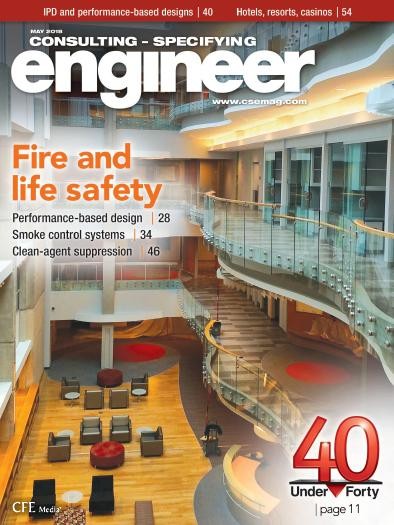 IPD and performance-based designs | 40 Hotels, resorts, casinos | 54
MAY 2018
CONSULTING - SPECIFYING
engineer
www.csemag.com
Fire and
life safety
Performance-based design | 28
Smoke control systems | 34
Clean-agent suppression | 46
40
Under Forty
| page 11
CFE Media®